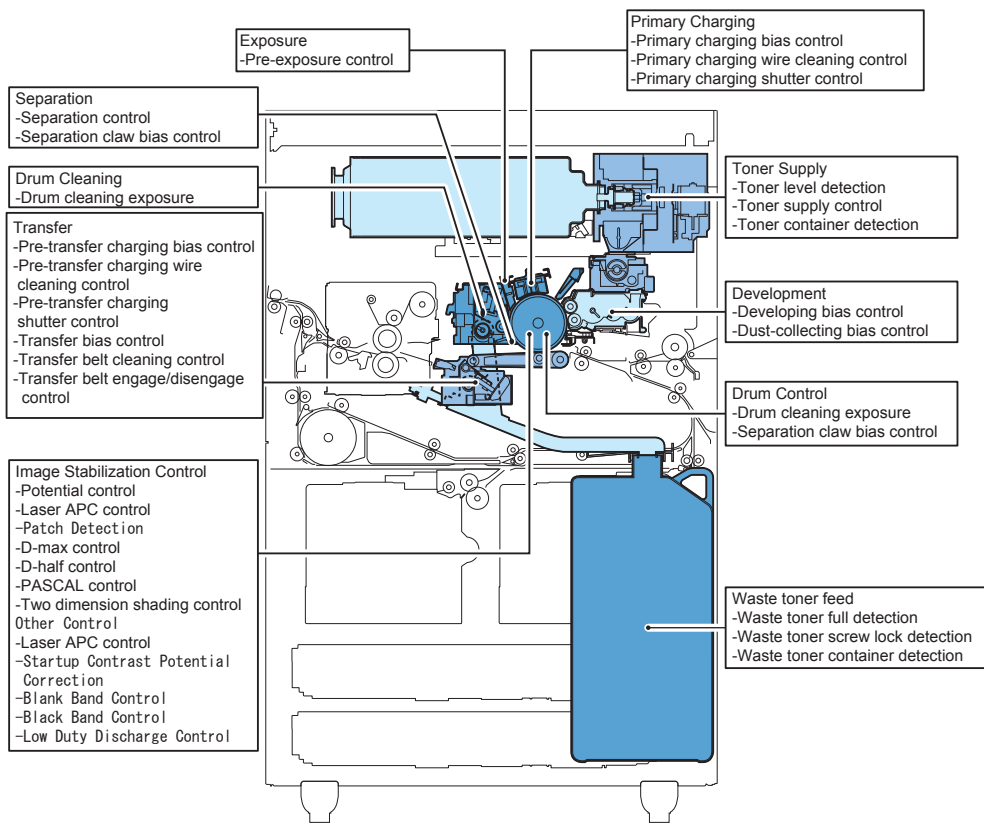 Exposure
-Pre-exposure control
Primary Charging
-Primary charging bias control
-Primary charging wire cleaning control
-Primary charging shutter control
Separation
-Separation control
-Separation claw bias control
Drum Cleaning
-Drum cleaning exposure
Transfer
-Pre-transfer charging bias control
-Pre-transfer charging wire
cleaning control
-Pre-transfer charging
shutter control
-Transfer bias control
-Transfer belt cleaning control
-Transfer belt engage/disengage
control
Toner Supply
-Toner level detection
-Toner supply control
-Toner container detection
Development
-Developing bias control
-Dust-collecting bias control
Drum Control
-Drum cleaning exposure
-Separation claw bias control
Image Stabilization Control
-Potential control
-Laser APC control
-Patch Detection
-D-max control
-D-half control
-PASCAL control
-Two dimension shading control
Other Control
-Laser APC control
-Startup Contrast Potential
Correction
-Blank Band Control
-Black Band Control
-Low Duty Discharge Control
Waste toner feed
-Waste toner full detection
-Waste toner screw lock detection
-Waste toner container detection